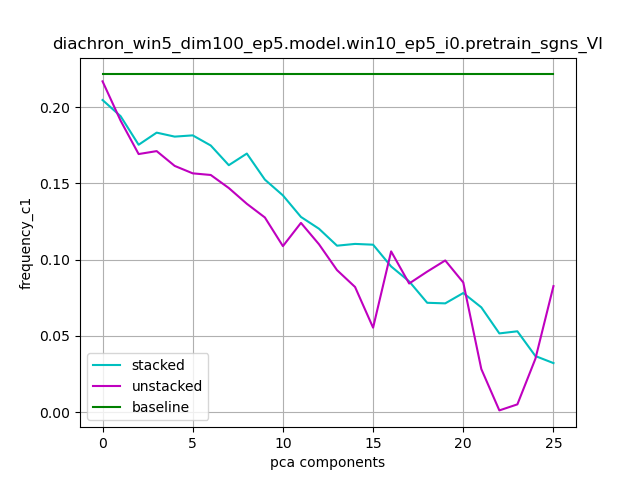 diachron_win5_dim100_ep5.model.win10_ep5_i0.pretrain_sgns_VI
0.20
0.15
0.10
0.05
0.00
frequency_c1
stacked
unstacked
baseline
0 5 10 15 20 25
pca components